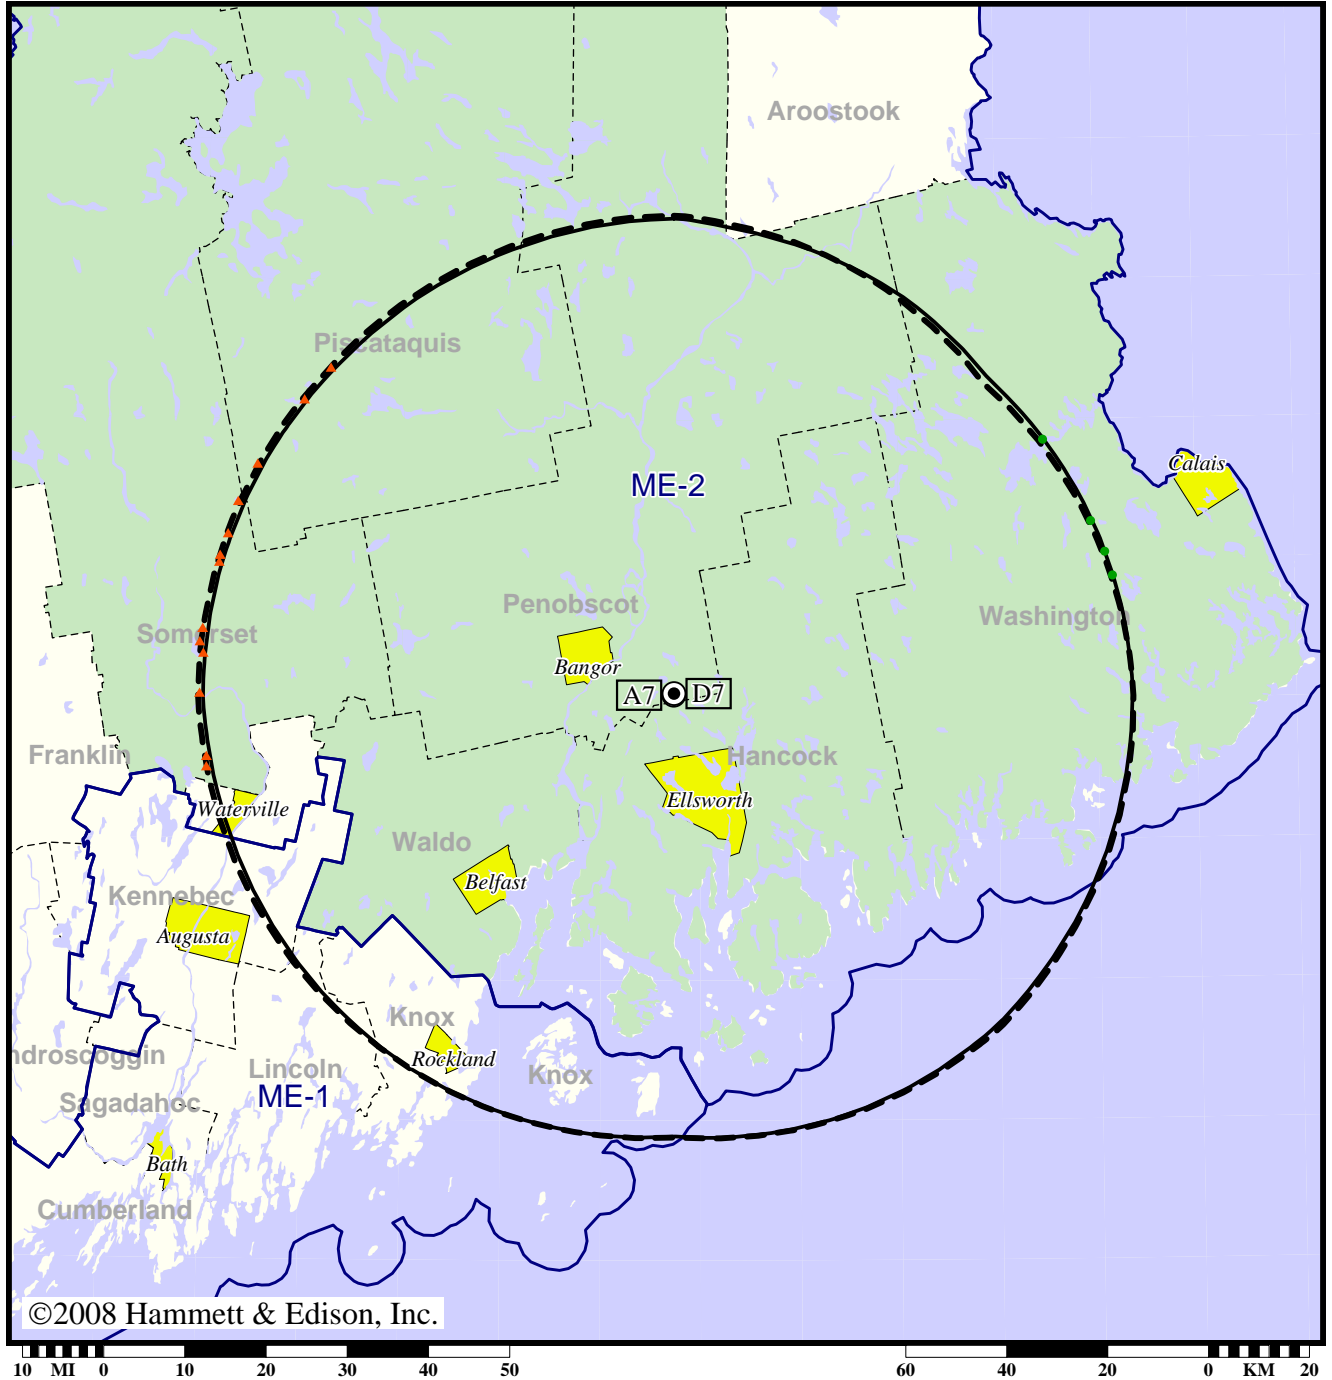 Aroostook
Piscataquis
Calais
ME-2
Penobscot
Washington
Somerset
Bangor
A7
D7
Franklin
Hancock
Ellsworth
Waterville
Waldo
Belfast
Kennebec
Augusta
Knox
ndroscoggin
Rockland
Lincoln
Knox
ME-1
Sagadahoc
Bath
Cumberland
©2008 Hammett & Edison, Inc.
10 MI 0 10 20 30 40 50 60 40 20 0 KM 20